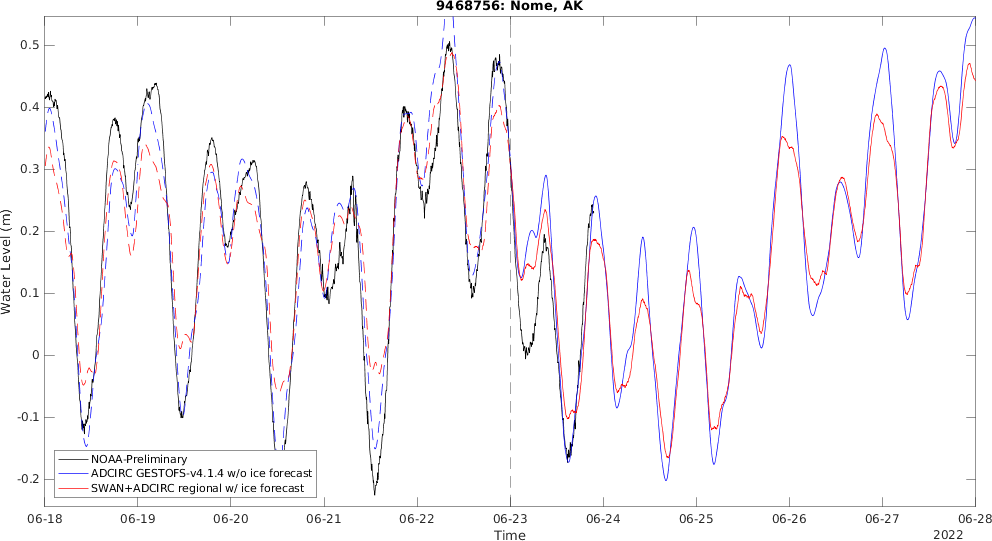 9468756: Nome, AK
Water Level (m)
0.5
0.4
0.3
0.2
0.1
0
-0.1
-0.2
NOAA-Preliminary
ADCIRC GESTOFS-v4.1.4 w/o ice forecast
SWAN+ADCIRC regional w/ ice forecast
06-18 06-19 06-20 06-21 06-22 06-23 06-24 06-25 06-26 06-27 06-28
Time
2022